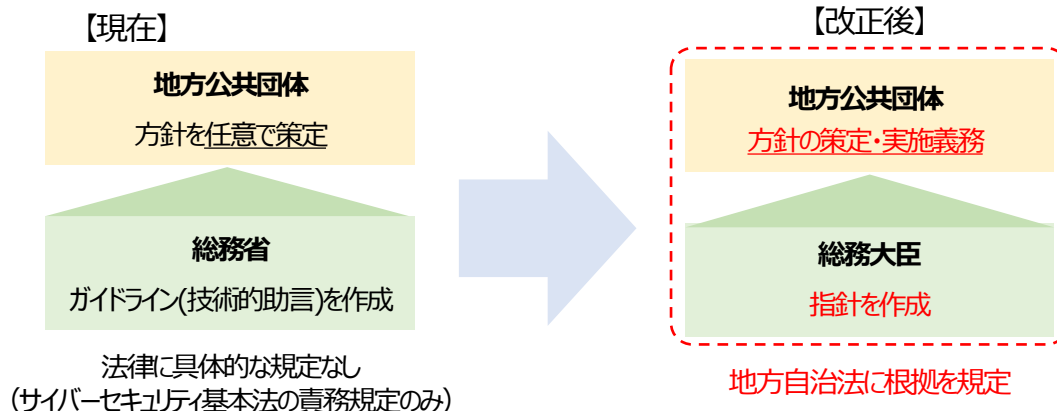 【現在】
地方公共団体
方針を任意で策定
総務省
ガイドライン(技術的助言)を作成
法律に具体的な規定なし
(サイバーセキュリティ基本法の責務規定のみ)
【改正後】
地方公共団体
方針の策定・実施義務
総務大臣
指針を作成
地方自治法に根拠を規定